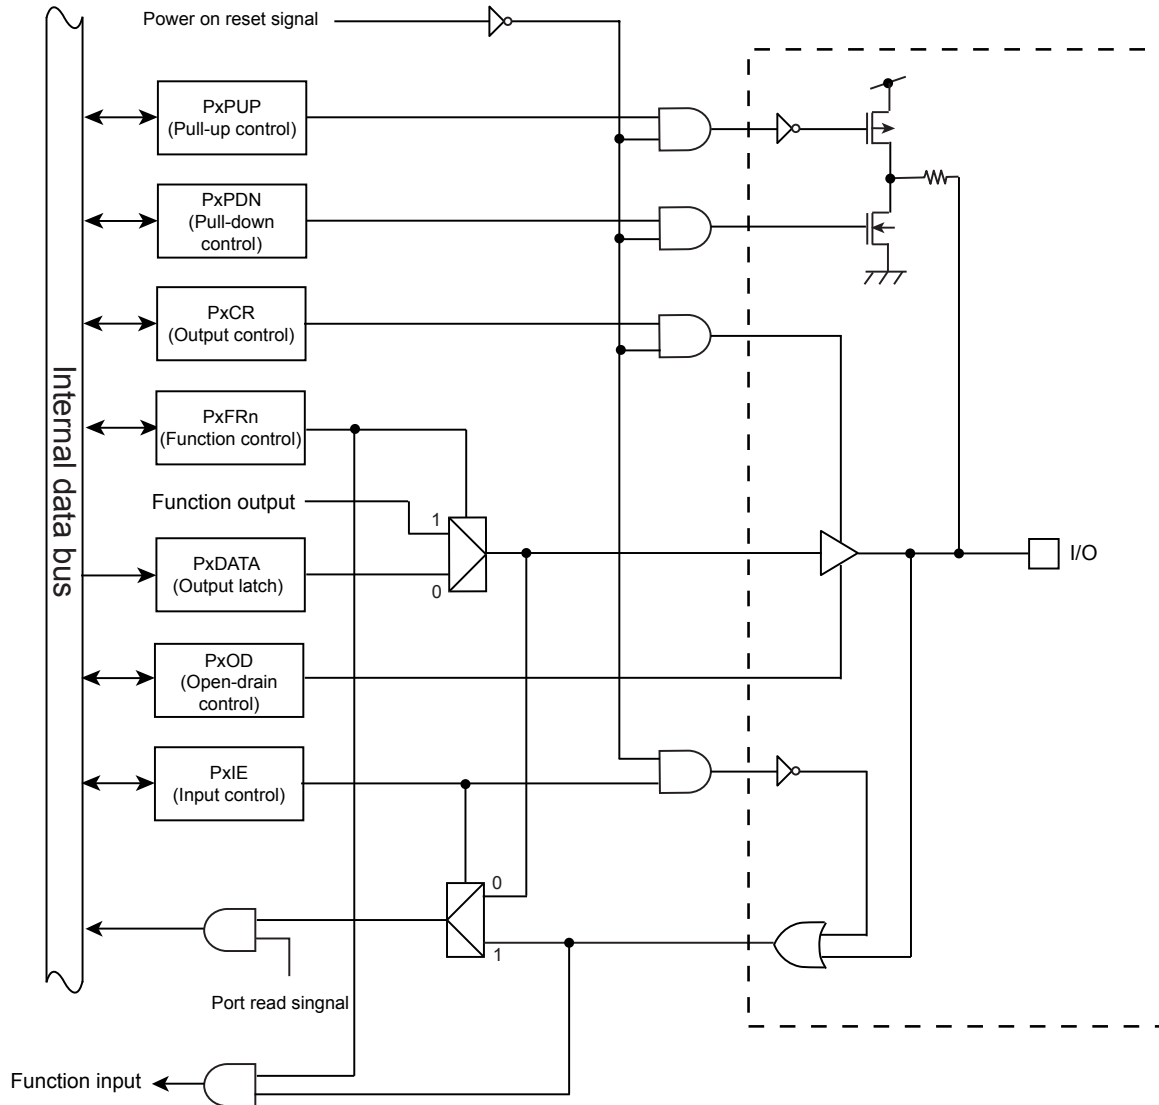 Power on reset signal
PxPUP
(Pull-up control)
PxPDN
(Pull-down
control)
PxCR
(Output control)
Internal data bus
PxFRn
(Function control)
Function output
1
0
PxDATA
(Output latch)
I/O
PxOD
(Open-drain
control)
PxIE
(Input control)
0
1
Port read singnal
Function input